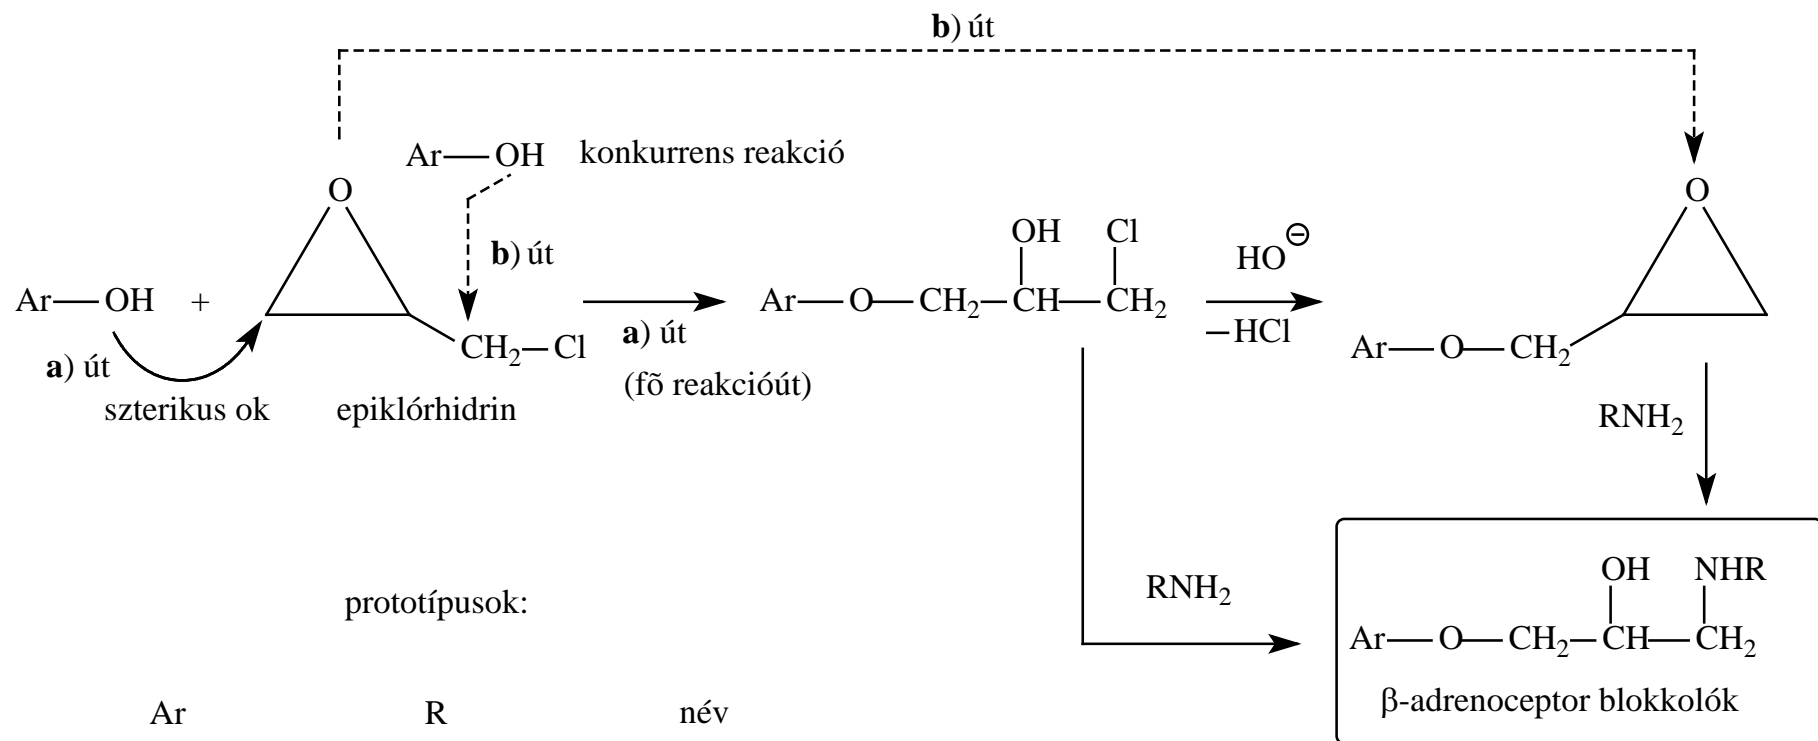 b) út
Ar—OH konkurrens reakció
O
O
b) út
OH Cl
HO⊖
Ar—OH + CH₂—Cl
a) út
a) út
(fõ reakcióút)
Ar—O—CH₂—CH—CH₂
—HCl
Ar—O—CH₂
szterikus ok epiklórhidrin
RNH₂
prototípusok:
RNH₂
OH NHR
Ar—O—CH₂—CH—CH₂
β-adrenoceptor blokkolók
Ar R név